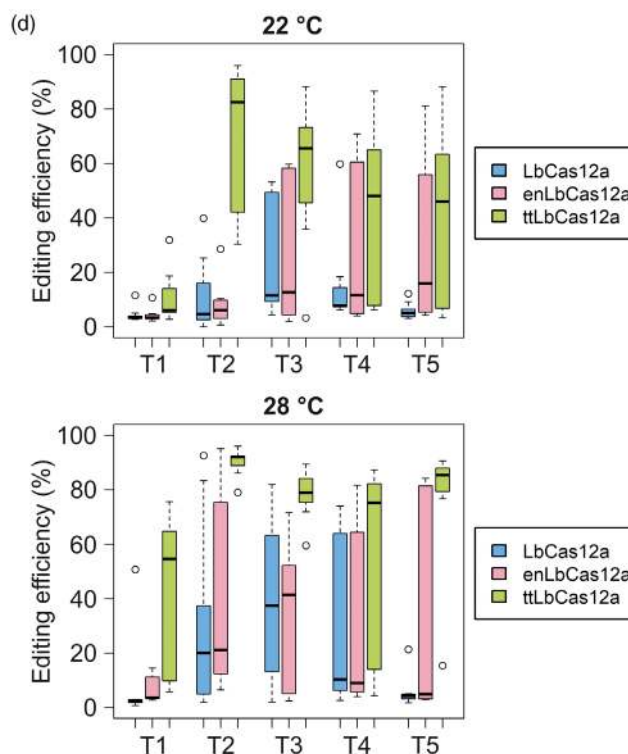 (d)
22 °C
Editing efficiency (%)
100
80
60
40
20
0
T1 T2 T3 T4 T5
LbCas12a
enLbCas12a
ttLbCas12a
28 °C
Editing efficiency (%)
100
80
60
40
20
0
T1 T2 T3 T4 T5
LbCas12a
enLbCas12a
ttLbCas12a